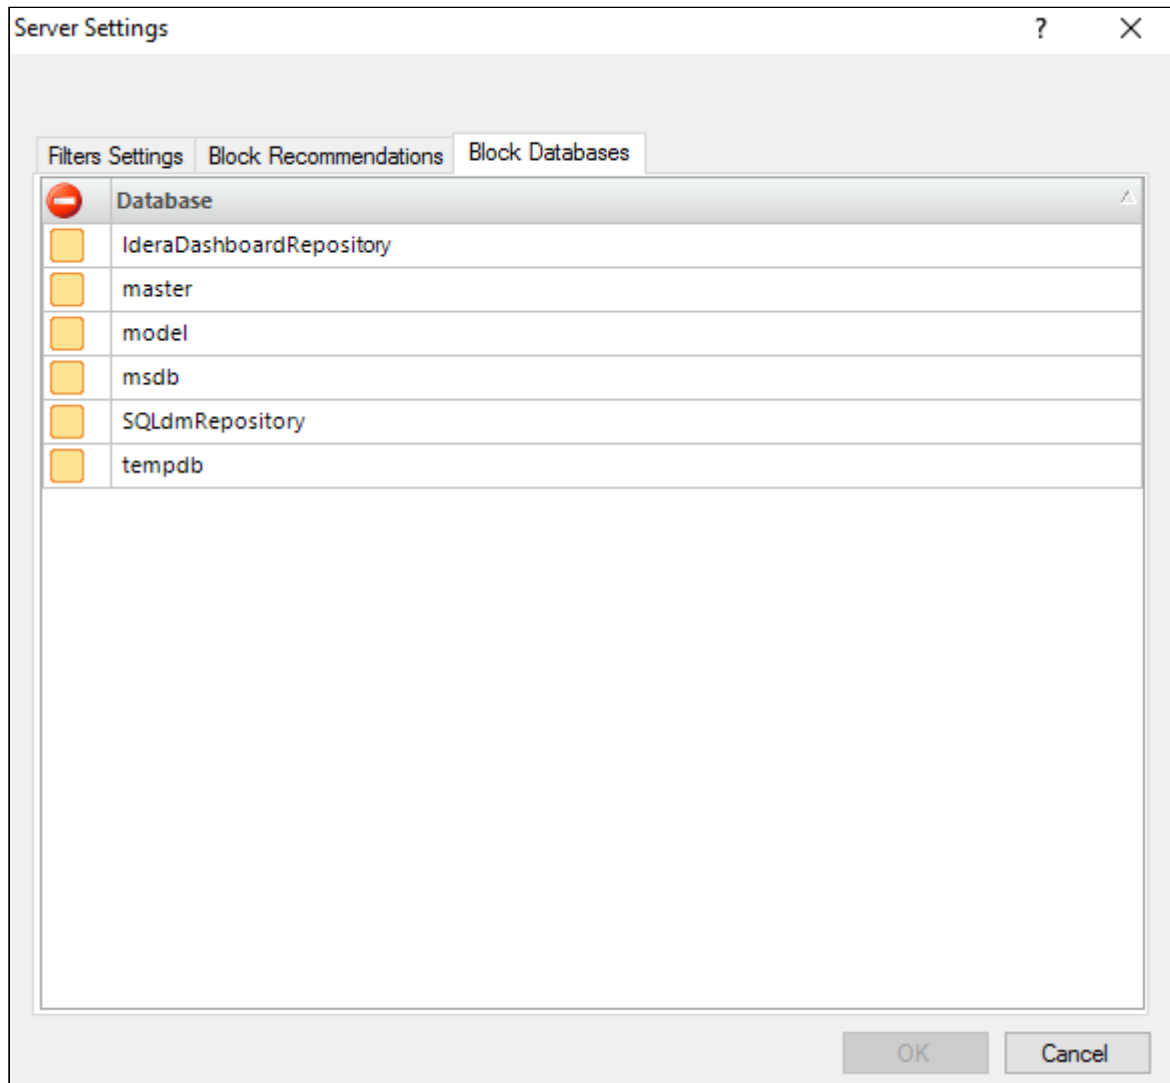 Server Settings ?
Filters Settings Block Recommendations Block Databases
Database
IderaDashboardRepository
master
model
msdb
SQLdmRepository
tempdb
OK Cancel